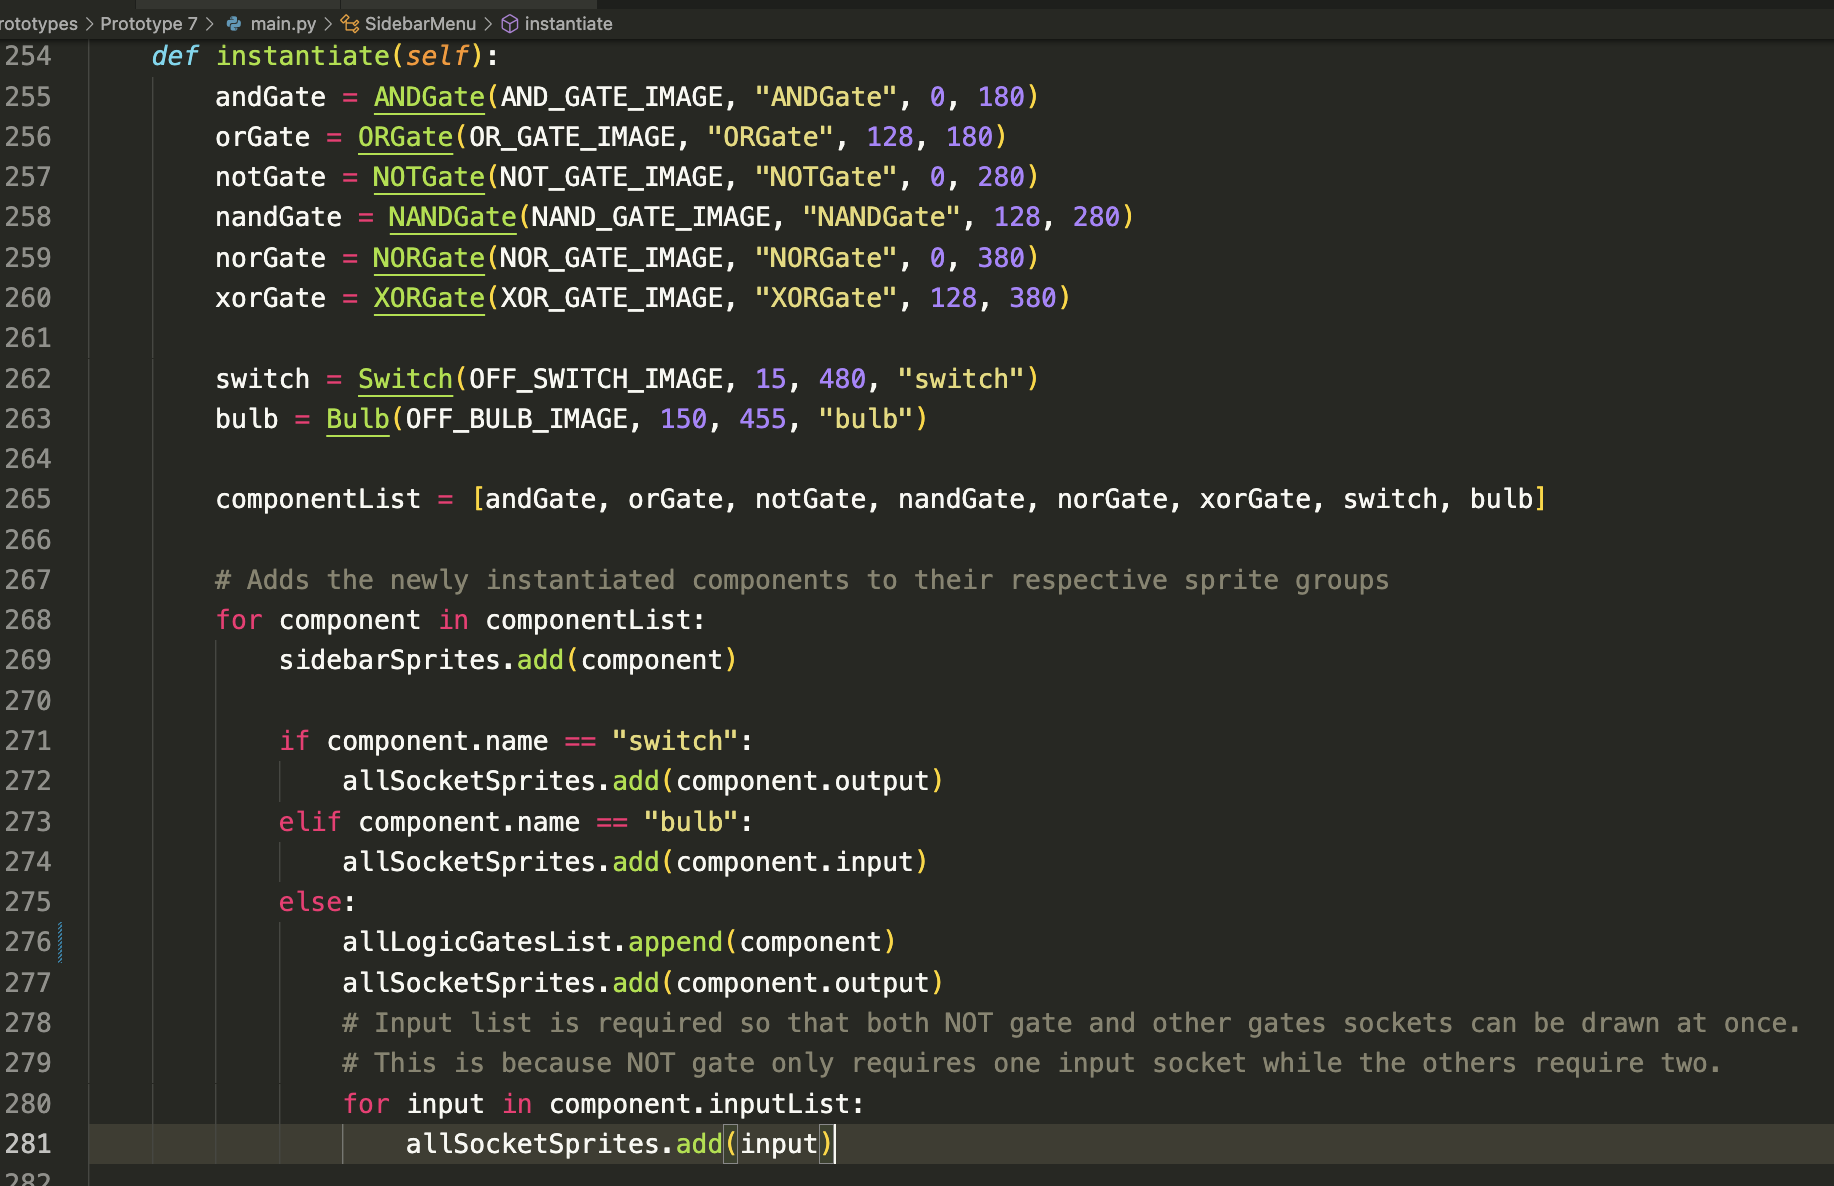 rototypes > Prototype 7 > main.py > SidebarMenu > instantiate
254 def instantiate(self):
255 andGate = ANDGate(AND_GATE_IMAGE, "ANDGate", 0, 180)
256 orGate = ORGate(OR_GATE_IMAGE, "ORGate", 128, 180)
257 notGate = NOTGate(NOT_GATE_IMAGE, "NOTGate", 0, 280)
258 nandGate = NANDGate(NAND_GATE_IMAGE, "NANDGate", 128, 280)
259 norGate = NORGate(NOR_GATE_IMAGE, "NORGate", 0, 380)
260 xorGate = XORGate(XOR_GATE_IMAGE, "XORGate", 128, 380)
261
262 switch = Switch(OFF_SWITCH_IMAGE, 15, 480, "switch")
263 bulb = Bulb(OFF_BULB_IMAGE, 150, 455, "bulb")
264
265 componentList = [andGate, orGate, notGate, nandGate, norGate, xorGate, switch, bulb]
266
267 # Adds the newly instantiated components to their respective sprite groups
268 for component in componentList:
269 sidebarSprites.add(component)
270
271 if component.name == "switch":
272 allSocketSprites.add(component.output)
273 elif component.name == "bulb":
274 allSocketSprites.add(component.input)
275 else:
276 allLogicGatesList.append(component)
277 allSocketSprites.add(component.output)
278 # Input list is required so that both NOT gate and other gates sockets can be drawn at once.
279 # This is because NOT gate only requires one input socket while the others require two.
280 for input in component.inputList:
281 allSocketSprites.add(input)
282